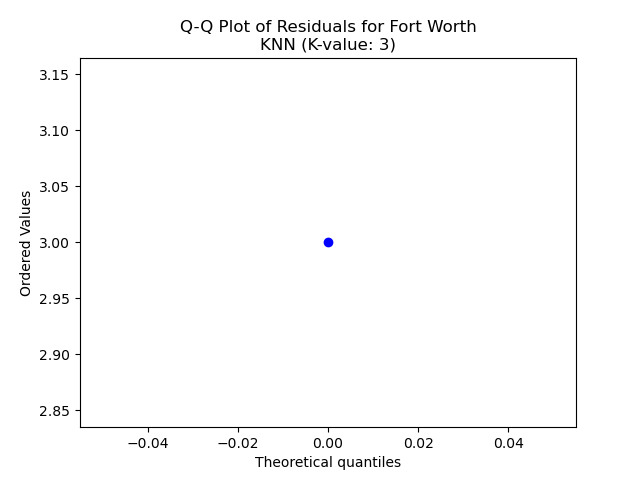 Q-Q Plot of Residuals for Fort Worth
KNN (K-value: 3)
3.15
3.10
3.05
3.00
2.95
2.90
2.85
Ordered Values
−0.04 −0.02 0.00 0.02 0.04
Theoretical quantiles